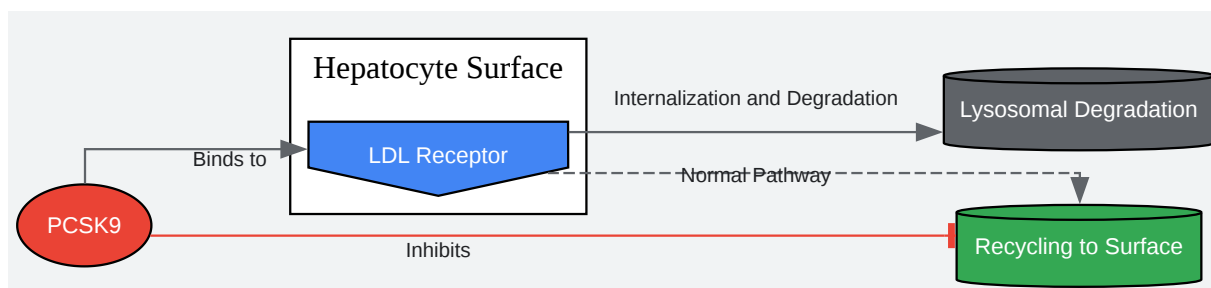 Hepatocyte Surface
Internalization and Degradation
Lysosomal Degradation
Binds to
LDL Receptor
Normal Pathway
PCSK9
Inhibits
Recycling to Surface